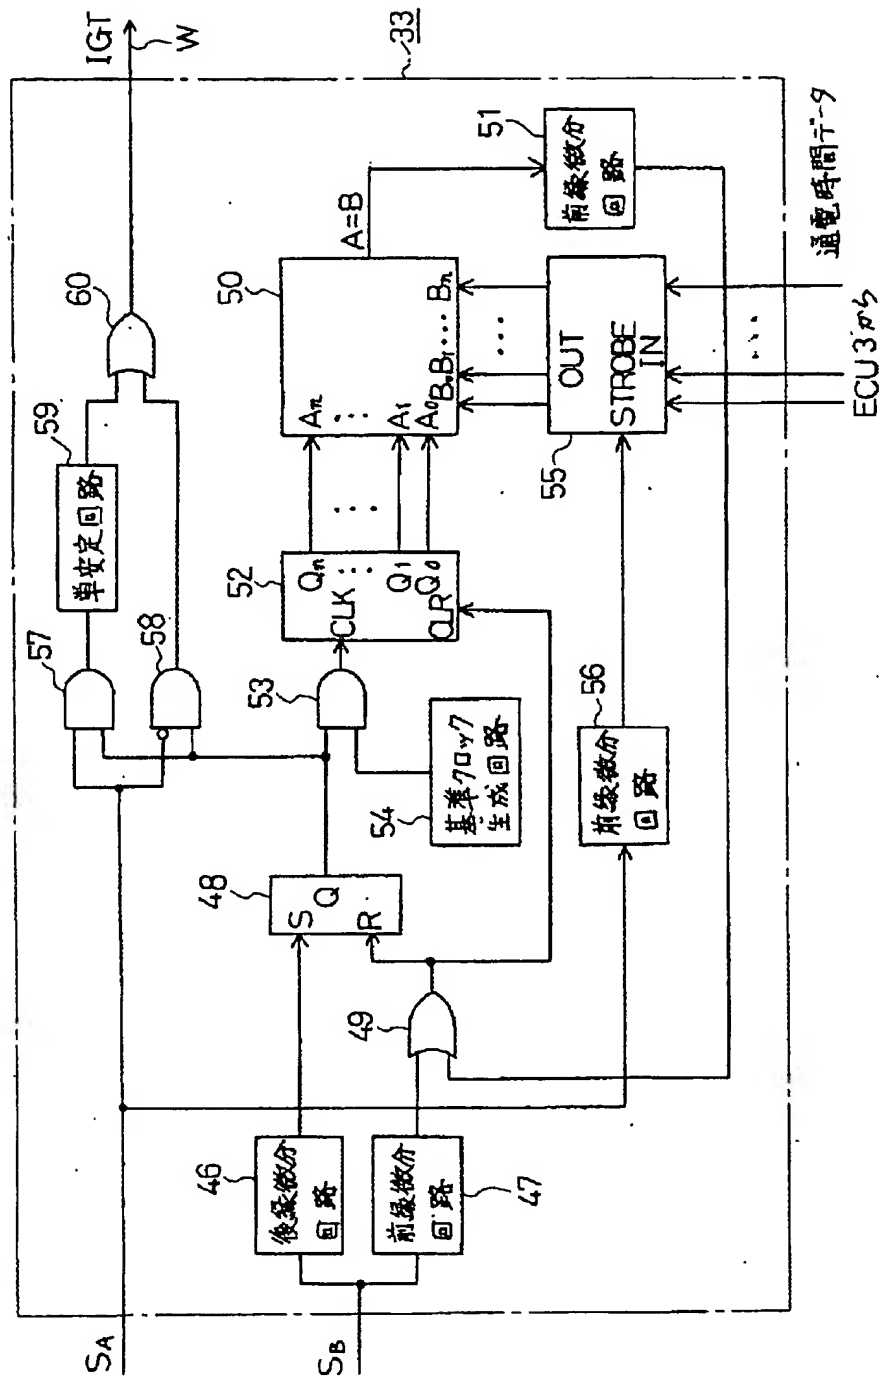 IGT
W
33
60
59
単安定回路
57
58
50
A=B
An
A1
A0
B0 B1 ... Bn
51
前縁微分
回路
52
Qn
CLK
Q1
Q0
CLR
53
OUT
STROBE
IN
55
通電時間データ
ECU3から
54
基準クロック
生成回路
56
前縁微分
回路
48
S
Q
R
49
46
後縁微分
回路
47
前縁微分
回路
SA
SB